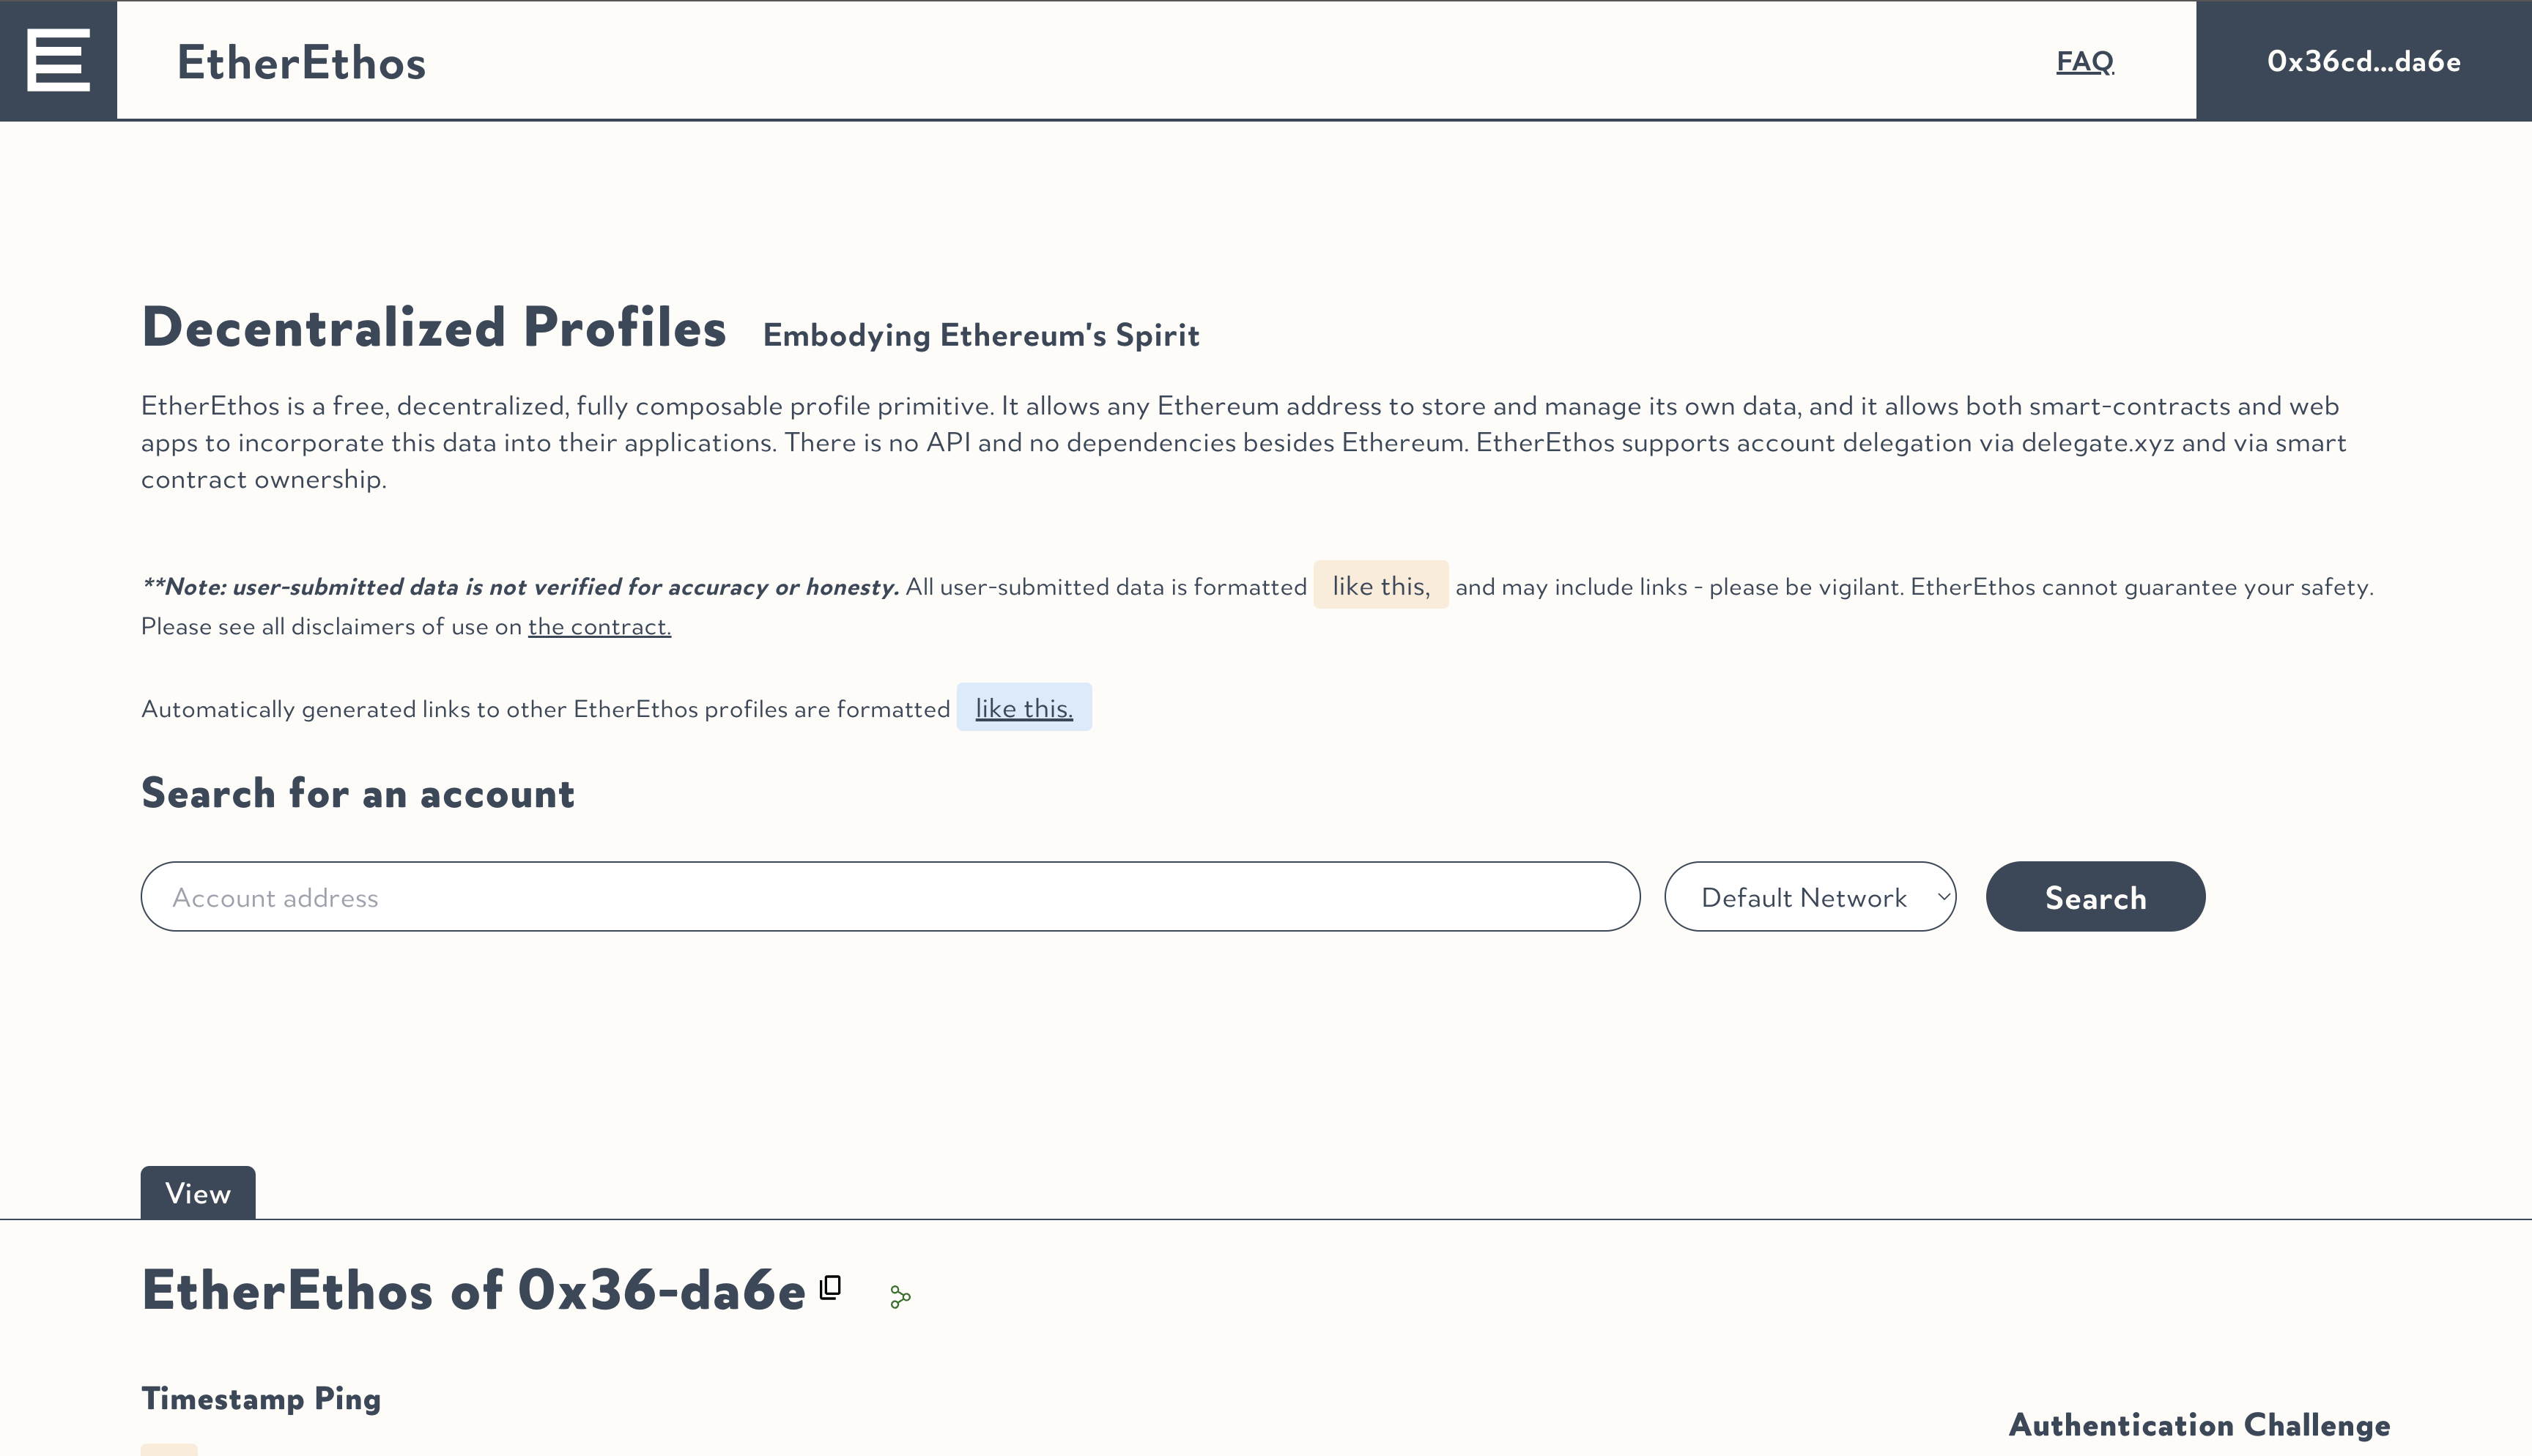 EtherEthos
FAQ
0x36cd...da6e
Decentralized Profiles Embodying Ethereum's Spirit
EtherEthos is a free, decentralized, fully composable profile primitive. It allows any Ethereum address to store and manage its own data, and it allows both smart-contracts and web
apps to incorporate this data into their applications. There is no API and no dependencies besides Ethereum. EtherEthos supports account delegation via delegate.xyz and via smart
contract ownership.
**Note: user-submitted data is not verified for accuracy or honesty. All user-submitted data is formatted like this, and may include links - please be vigilant. EtherEthos cannot guarantee your safety.
Please see all disclaimers of use on the contract.
Automatically generated links to other EtherEthos profiles are formatted like this.
Search for an account
Account address
Default Network
Search
View
EtherEthos of 0x36-da6e
Timestamp Ping
Authentication Challenge